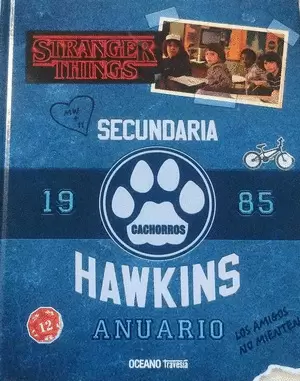 STRANGER
THINGS
MW
+
11
SECUNDARIA
19
85
CACHORROS
HAWKINS
12
ANUARIO
LOS AMIGOS
NO MIENTEN
OCEANO Travesía